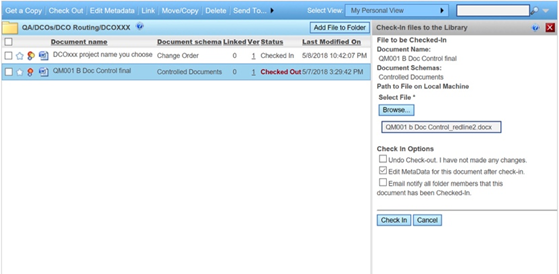 Get a Copy | Check Out | Edit Metadata | Link | Move/Copy | Delete | Send To... Select View: My Personal View
QA/DCOs/DCO Routing/DCOXXX Add File to Folder
Document name Document schema Linked Ver Status Last Modified On
DCOxxx project name you choose Change Order 0 1 Checked In 5/8/2018 10:42:07 PM
QM001 B Doc Control final Controlled Documents 0 1 Checked Out 5/7/2018 3:29:42 PM
Check-In files to the Library
File to be Checked-In
Document Name:
QM001 B Doc Control final
Document Schemas:
Controlled Documents
Path to File on Local Machine
Select File *
Browse...
QM001 b Doc Control_redline2.docx
Check In Options
Undo Check-out. I have not made any changes.
Edit MetaData for this document after check-in.
Email notify all folder members that this
document has been Checked-In.
Check In Cancel